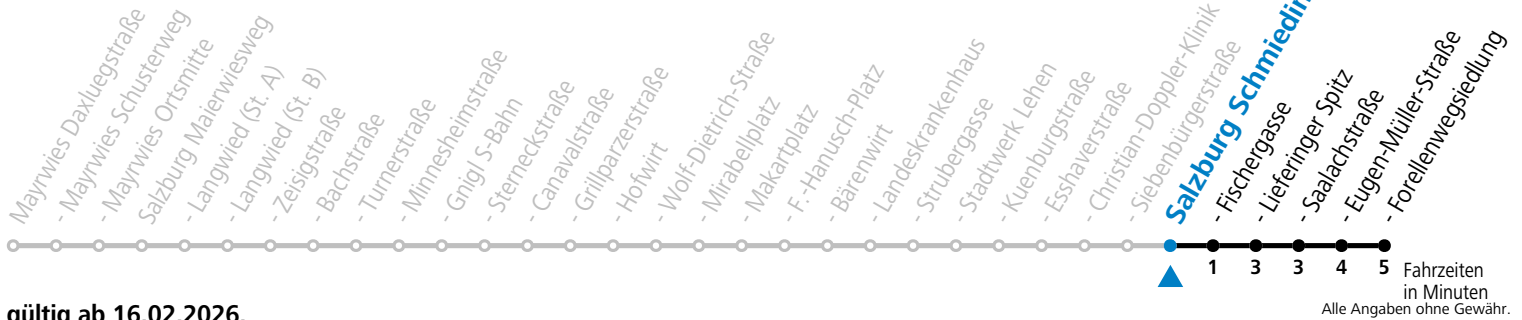 Mayrwies Daxluegstraße
- Mayrwies Schusterweg
- Mayrwies Ortsmitte
Salzburg Maierwiesweg
- Langwied (St. A)
- Langwied (St. B)
- Zeisigstraße
- Bachstraße
- Turnerstraße
- Minnesheimstraße
- Gnigl S-Bahn
- Sterneckstraße
- Canavalstraße
- Grillparzerstraße
- Hofwirt
- Wolf-Dietrich-Straße
- Mirabellplatz
- Makartplatz
- F.-Hanusch-Platz
- Bärenwirt
- Landeskrankenhaus
- Strubergasse
- Stadtwerk Lehen
- Kuenburgstraße
- Esshaverstraße
- Christian-Doppler-Klinik
- Siebenbürgerstraße
Salzburg
- Fischergasse
- Lieferinger Spitz
- Saalachstraße
- Eugen-Müller-Straße
- Forellenwegsiedlung
1 3 3 4 5
Fahrzeiten
in Minuten
Alle Angaben ohne Gewähr.
gültig ab 16.02.2026.